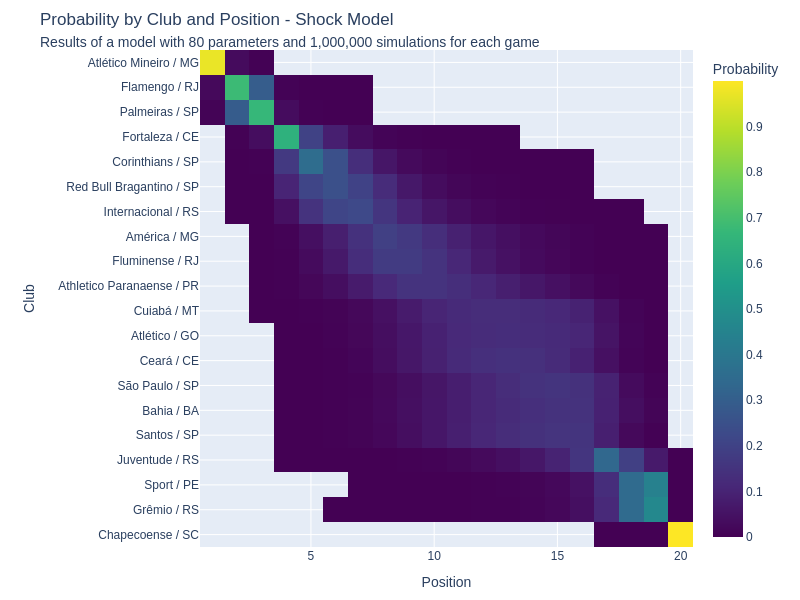 Probability by Club and Position - Shock Model
Results of a model with 80 parameters and 1,000,000 simulations for each game
Probability
Atlético Mineiro / MG
Flamengo / RJ
Palmeiras / SP
Fortaleza / CE
Corinthians / SP
Red Bull Bragantino / SP
Internacional / RS
América / MG
Fluminense / RJ
Athletico Paranaense / PR
Cuiabá / MT
Atlético / GO
Ceará / CE
São Paulo / SP
Bahia / BA
Santos / SP
Juventude / RS
Sport / PE
Grêmio / RS
Chapecoense / SC
Club
5
10
15
20
Position
0.9
0.8
0.7
0.6
0.5
0.4
0.3
0.2
0.1
0